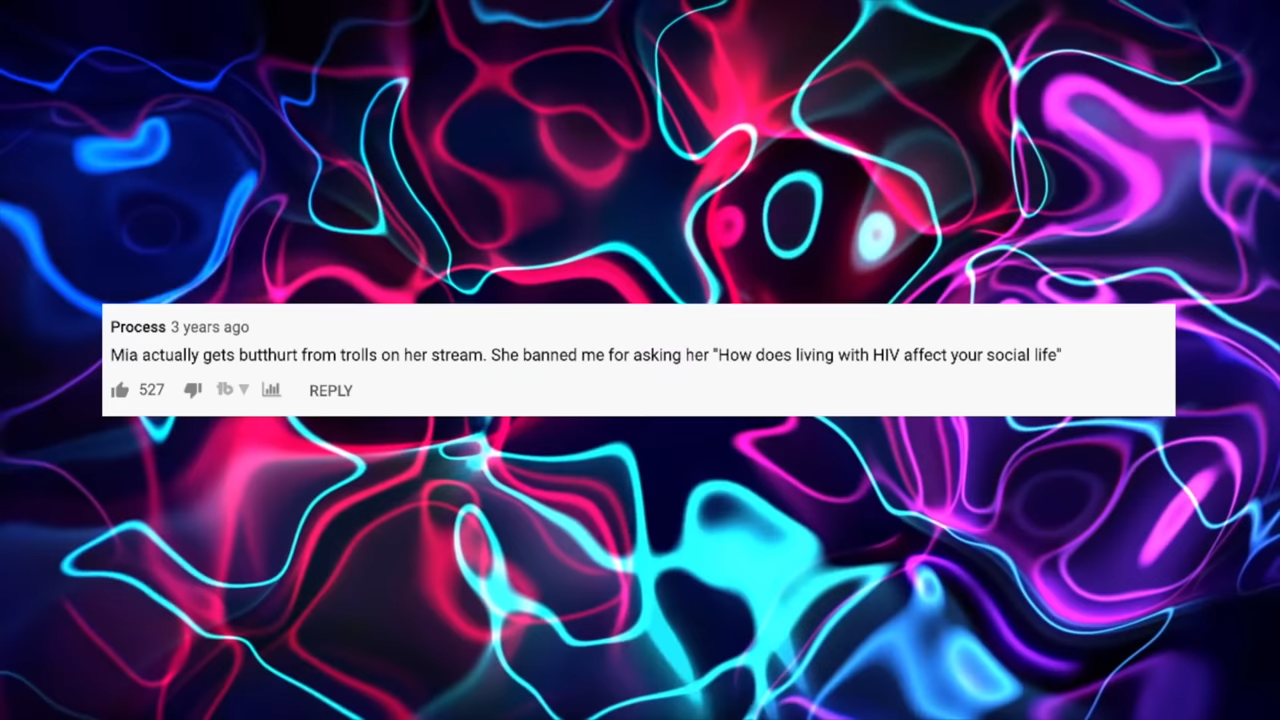 Process 3 years ago
Mia actually gets butthurt from trolls on her stream. She banned me for asking her "How does living with HIV affect your social life"
527 REPLY